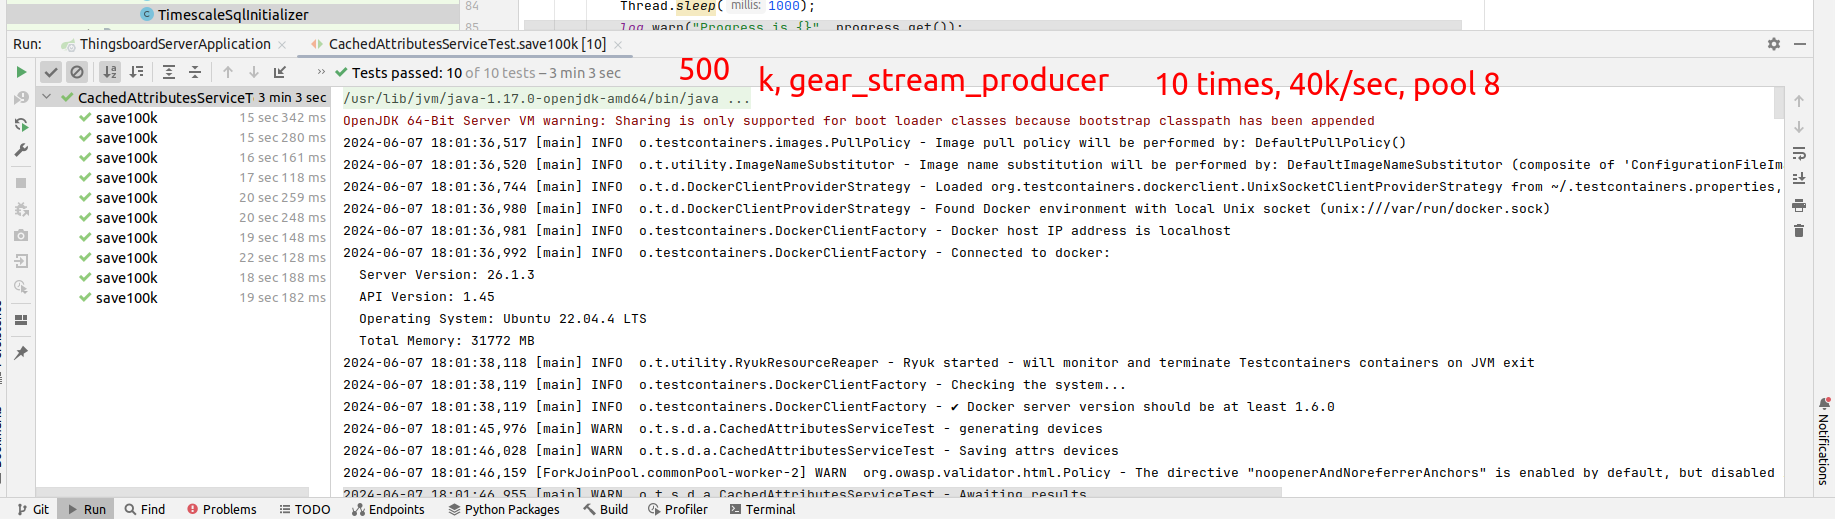 TimescaleSqlInitializer
84 Thread.sleep( millis: 1000);
85 log.warn("Progress is {}", progress.get());
Run: ThingsboardServerApplication × CachedAttributesServiceTest.save100k [10] ×
» Tests passed: 10 of 10 tests – 3 min 3 sec
500 k, gear_stream_producer 10 times, 40k/sec, pool 8
CachedAttributesServiceT 3 min 3 sec
save100k 15 sec 342 ms
save100k 15 sec 280 ms
save100k 16 sec 161 ms
save100k 17 sec 118 ms
save100k 20 sec 259 ms
save100k 20 sec 248 ms
save100k 19 sec 148 ms
save100k 22 sec 128 ms
save100k 18 sec 188 ms
save100k 19 sec 182 ms
/usr/lib/jvm/java-1.17.0-openjdk-amd64/bin/java ...
OpenJDK 64-Bit Server VM warning: Sharing is only supported for boot loader classes because bootstrap classpath has been appended
2024-06-07 18:01:36,517 [main] INFO o.testcontainers.images.PullPolicy - Image pull policy will be performed by: DefaultPullPolicy()
2024-06-07 18:01:36,520 [main] INFO o.t.utility.ImageNameSubstitutor - Image name substitution will be performed by: DefaultImageNameSubstitutor (composite of 'ConfigurationFileIm
2024-06-07 18:01:36,744 [main] INFO o.t.d.DockerClientProviderStrategy - Loaded org.testcontainers.dockerclient.UnixSocketClientProviderStrategy from ~/.testcontainers.properties,
2024-06-07 18:01:36,980 [main] INFO o.t.d.DockerClientProviderStrategy - Found Docker environment with local Unix socket (unix:///var/run/docker.sock)
2024-06-07 18:01:36,981 [main] INFO o.testcontainers.DockerClientFactory - Docker host IP address is localhost
2024-06-07 18:01:36,992 [main] INFO o.testcontainers.DockerClientFactory - Connected to docker:
Server Version: 26.1.3
API Version: 1.45
Operating System: Ubuntu 22.04.4 LTS
Total Memory: 31772 MB
2024-06-07 18:01:38,118 [main] INFO o.t.utility.RyukResourceReaper - Ryuk started - will monitor and terminate Testcontainers containers on JVM exit
2024-06-07 18:01:38,119 [main] INFO o.testcontainers.DockerClientFactory - Checking the system...
2024-06-07 18:01:38,119 [main] INFO o.testcontainers.DockerClientFactory - ✔ Docker server version should be at least 1.6.0
2024-06-07 18:01:45,976 [main] WARN o.t.s.d.a.CachedAttributesServiceTest - generating devices
2024-06-07 18:01:46,028 [main] WARN o.t.s.d.a.CachedAttributesServiceTest - Saving attrs devices
2024-06-07 18:01:46,159 [ForkJoinPool.commonPool-worker-2] WARN org.owasp.validator.html.Policy - The directive "noopenerAndNoreferrerAnchors" is enabled by default, but disabled
2024-06-07 18:01:46,955 [main] WARN o.t.s.d.a.CachedAttributesServiceTest - Awaiting results
Notifications
Git Run Find Problems TODO Endpoints Python Packages Build Profiler Terminal